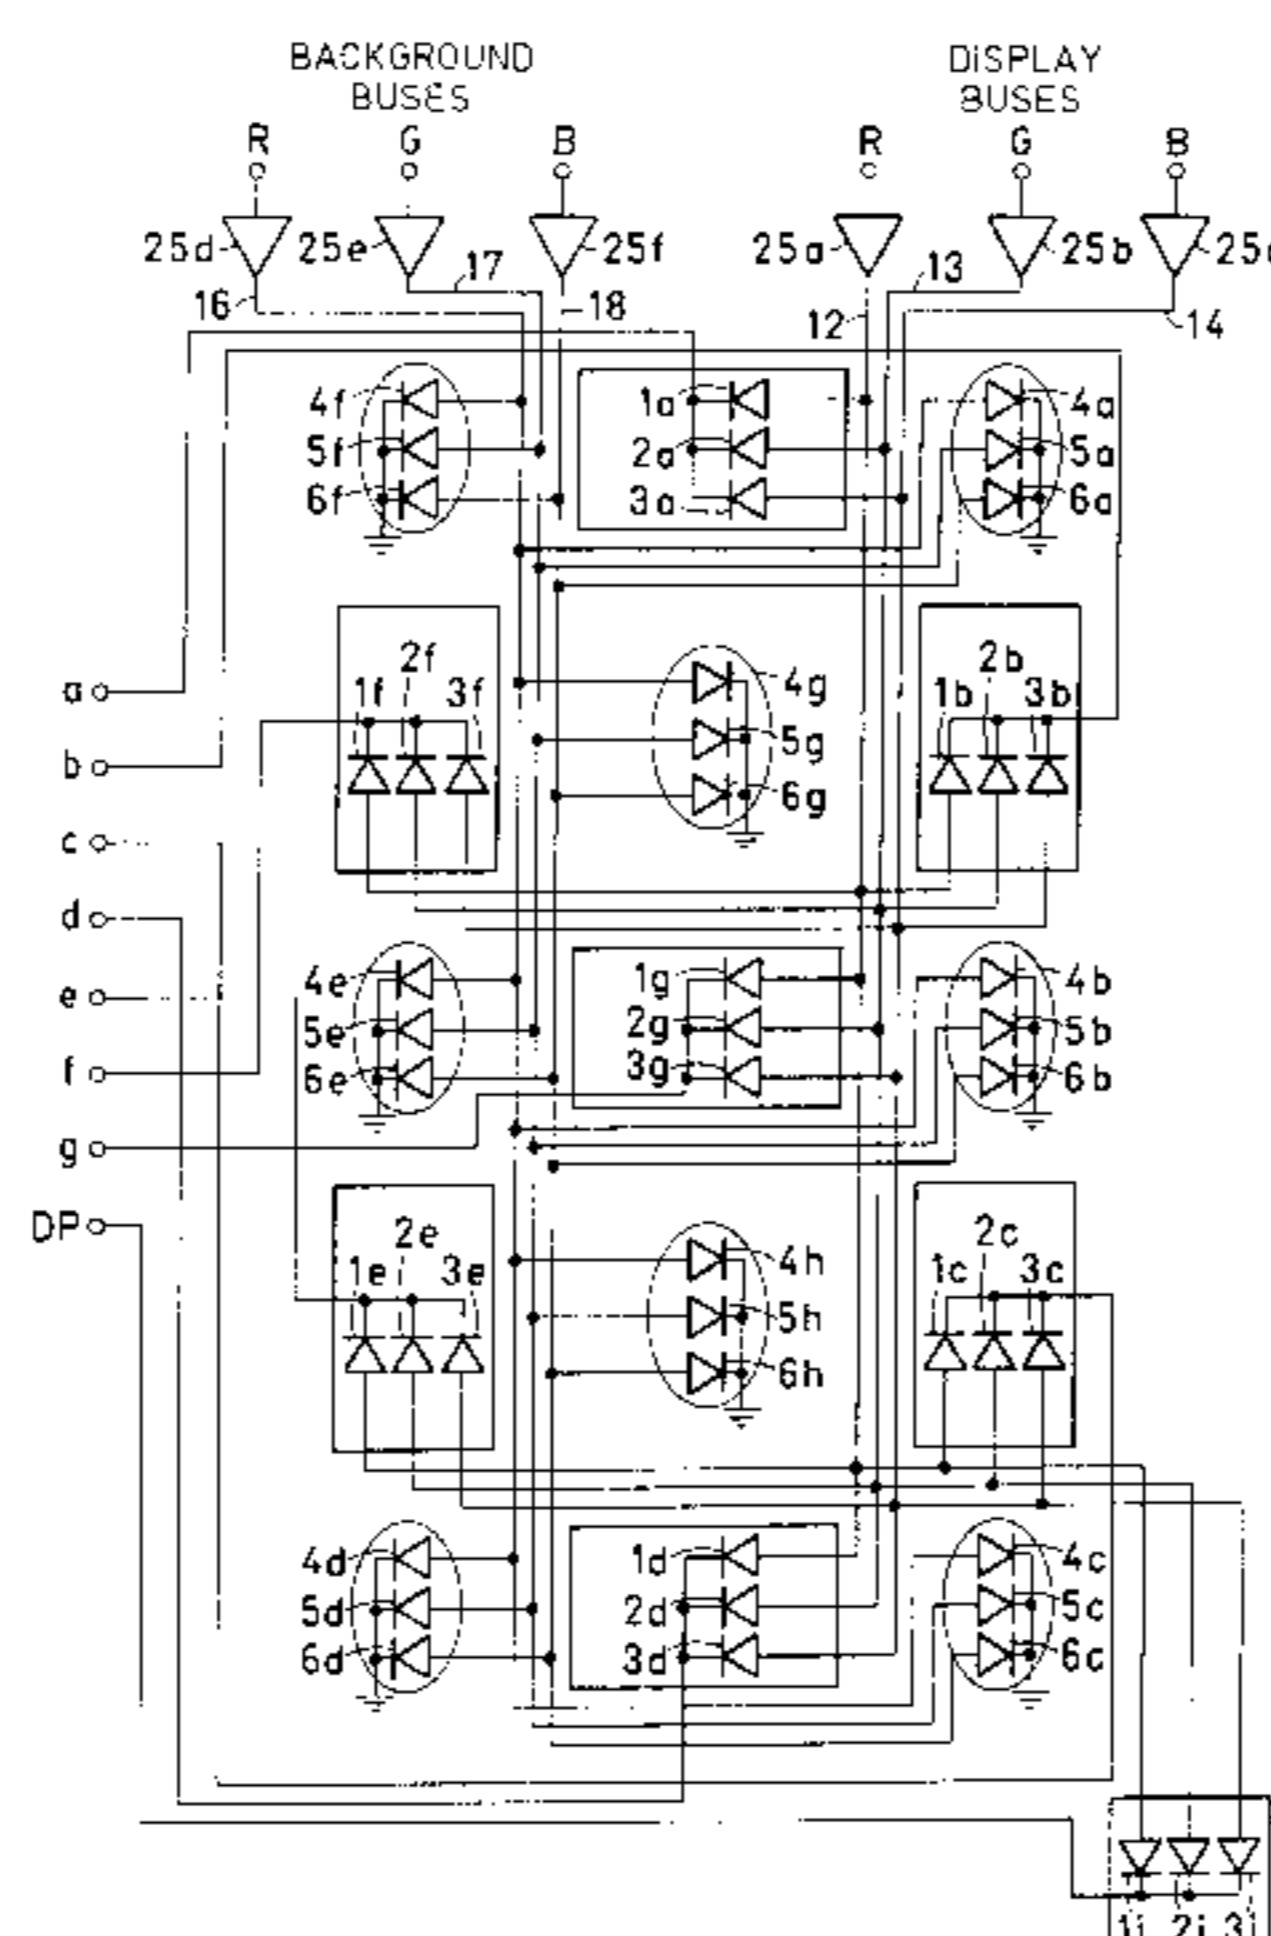 BACKGROUND BUSES
DISPLAY BUSES
R G B R G B
25d 25e 25f 25a 25b
16 17 18 12 13 14
4f 1a 4a
5f 2a 5a
6f 3a 6a
2f 2b
a 1f 3f 4g 1b 3b
b 5g
6g
c
d
e 4e 1g 4b
5e 2g 5b
f 6e 3g 6b
g
DP 2e 2c
1e 3e 4h 1c 3c
5h
6h
4d 1d 4c
5d 2d 5c
6d 3d 6c
1i 2i